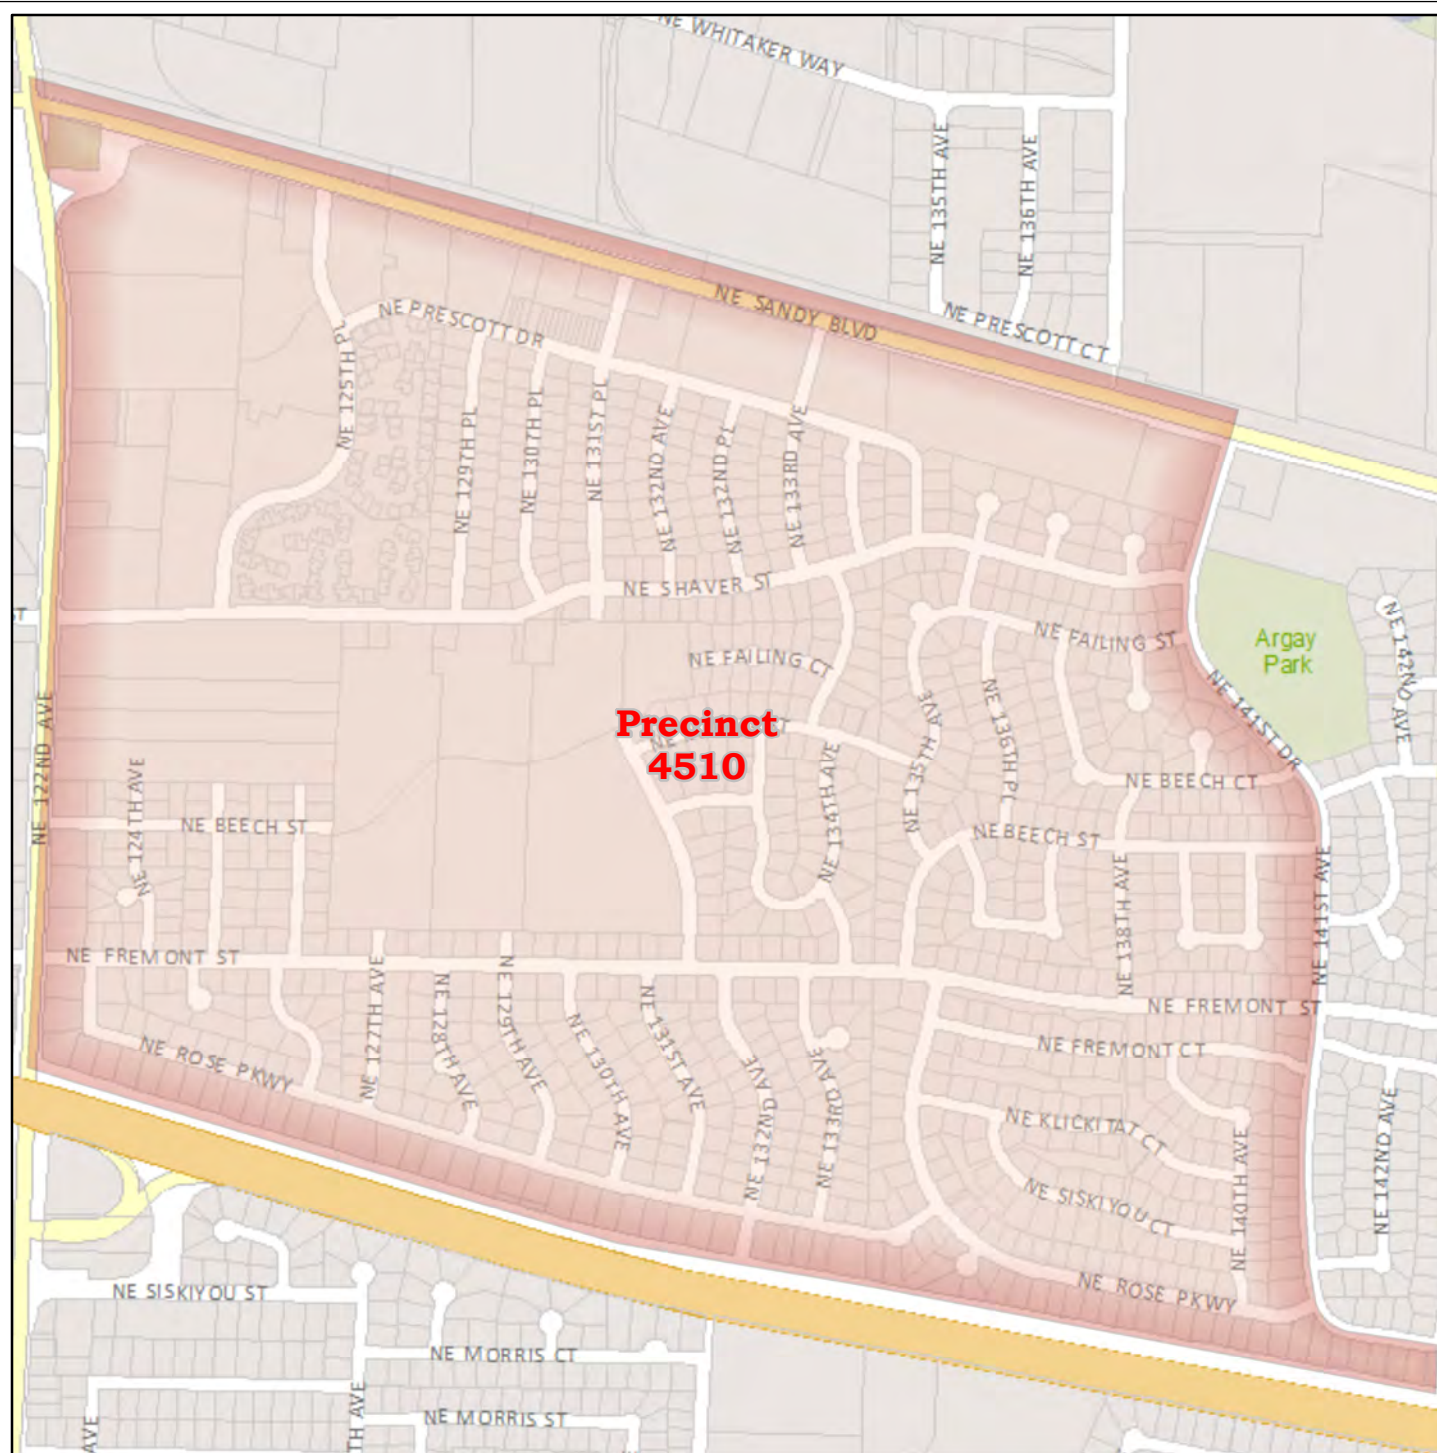 NE WHITAKER WAY
NE 135TH AVE
NE 136TH AVE
NE SANDY BLVD
NE PRESCOTT CT
NE PRESCOTT DR
NE 125TH PL
NE 129TH PL
NE 130TH PL
NE 131ST PL
NE 132ND AVE
NE 132ND PL
NE 133RD AVE
NE SHAVER ST
ST
NE FAILING ST
Argay
Park
NE 142ND AVE
NE FAILING CT
NE 141ST DR
NE 122ND AVE
Precinct
4510
NE
NE 135TH AVE
NE 136TH PL
NE 134TH AVE
NE BEECH CT
NE 124TH AVE
NE BEECH ST
NE BEECH ST
NE 138TH AVE
NE 141ST AVE
NE FREMONT ST
NE FREMONT ST
NE 127TH AVE
NE 128TH AVE
NE 129TH AVE
NE 130TH AVE
NE 131ST AVE
NE 132ND AVE
NE 133RD AVE
NE FREMONT CT
NE ROSE PKWY
NE KLICKITAT CT
NE 140TH AVE
NE 142ND AVE
NE SISKIYOU CT
NE ROSE PKWY
NE SISKIYOU ST
NE MORRIS CT
NE MORRIS ST
AVE
TH AVE